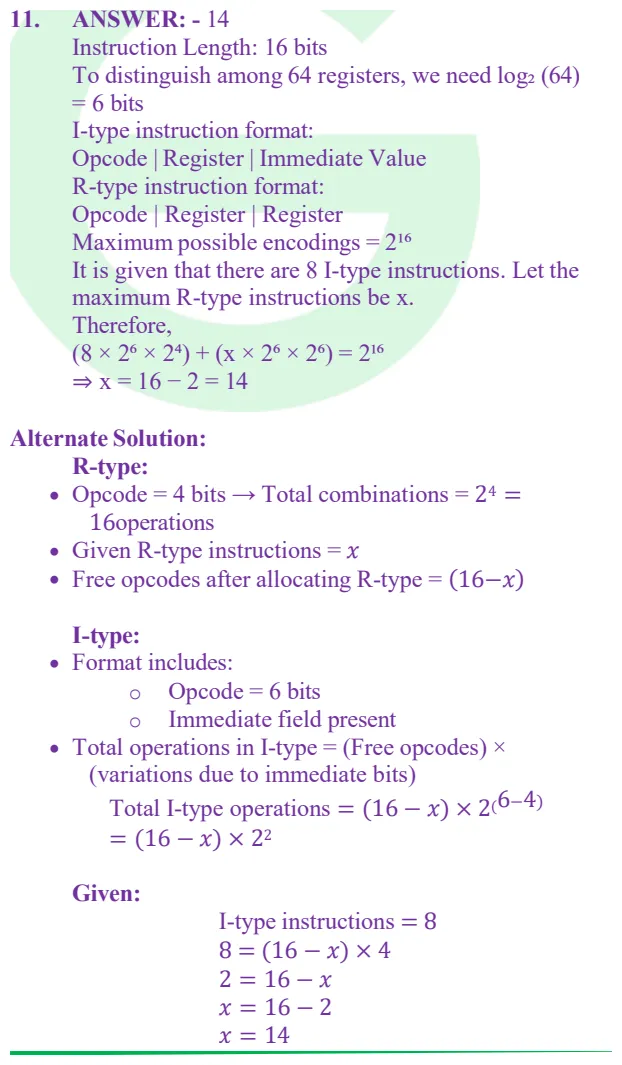 11. ANSWER: - 14
Instruction Length: 16 bits
To distinguish among 64 registers, we need log₂ (64)
= 6 bits
I-type instruction format:
Opcode | Register | Immediate Value
R-type instruction format:
Opcode | Register | Register
Maximum possible encodings = 2¹⁶
It is given that there are 8 I-type instructions. Let the
maximum R-type instructions be x.
Therefore,
(8 × 2⁶ × 2⁴) + (x × 2⁶ × 2⁶) = 2¹⁶
⇒ x = 16 − 2 = 14
Alternate Solution:
R-type:
• Opcode = 4 bits → Total combinations = 2⁴ =
16operations
• Given R-type instructions = 𝑥
• Free opcodes after allocating R-type = (16−𝑥)
I-type:
• Format includes:
o Opcode = 6 bits
o Immediate field present
• Total operations in I-type = (Free opcodes) ×
(variations due to immediate bits)
Total I-type operations = (16 − 𝑥) × 2⁽⁶⁻⁴⁾
= (16 − 𝑥) × 2²
Given:
I-type instructions = 8
8 = (16 − 𝑥) × 4
2 = 16 − 𝑥
𝑥 = 16 − 2
𝑥 = 14